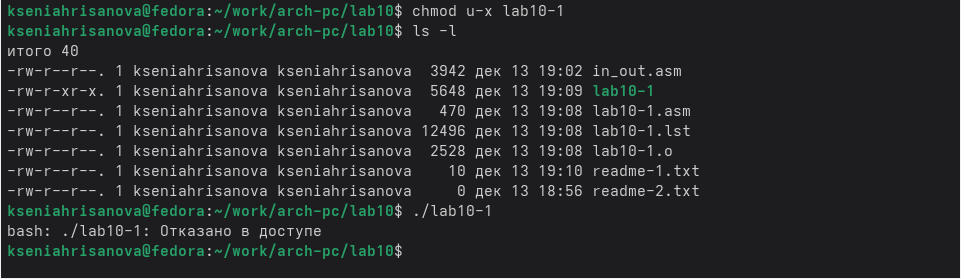 kseniahrisanova@fedora:~/work/arch-pc/lab10$ chmod u-x lab10-1
kseniahrisanova@fedora:~/work/arch-pc/lab10$ ls -l
итого 40
-rw-r--r--. 1 kseniahrisanova kseniahrisanova  3942 дек 13 19:02 in_out.asm
-rw-r-xr-x. 1 kseniahrisanova kseniahrisanova  5648 дек 13 19:09 lab10-1
-rw-r--r--. 1 kseniahrisanova kseniahrisanova   470 дек 13 19:08 lab10-1.asm
-rw-r--r--. 1 kseniahrisanova kseniahrisanova 12496 дек 13 19:08 lab10-1.lst
-rw-r--r--. 1 kseniahrisanova kseniahrisanova  2528 дек 13 19:08 lab10-1.o
-rw-r--r--. 1 kseniahrisanova kseniahrisanova    10 дек 13 19:10 readme-1.txt
-rw-r--r--. 1 kseniahrisanova kseniahrisanova     0 дек 13 18:56 readme-2.txt
kseniahrisanova@fedora:~/work/arch-pc/lab10$ ./lab10-1
bash: ./lab10-1: Отказано в доступе
kseniahrisanova@fedora:~/work/arch-pc/lab10$